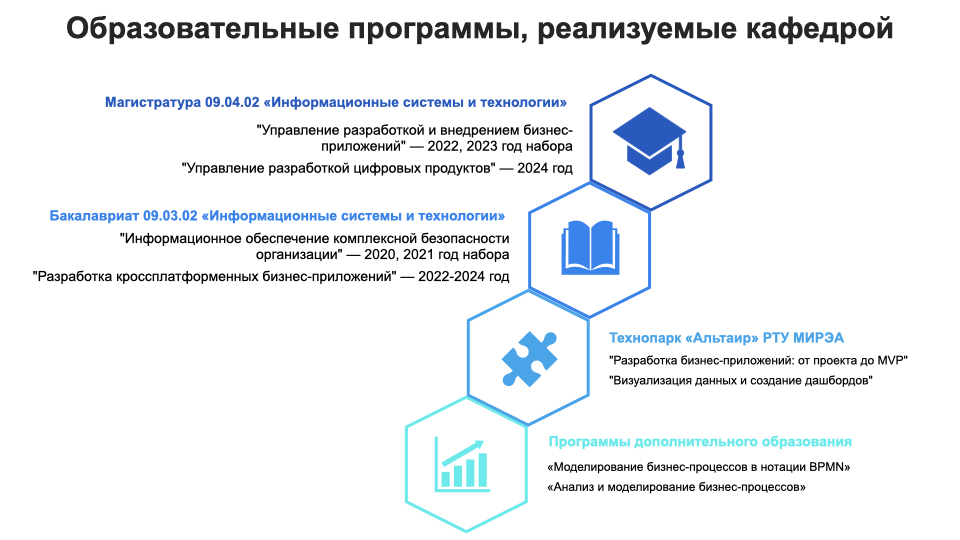 Образовательные программы, реализуемые кафедрой
Магистратура 09.04.02 «Информационные системы и технологии»
"Управление разработкой и внедрением бизнес-
приложений" — 2022, 2023 год набора
"Управление разработкой цифровых продуктов" — 2024 год
Бакалавриат 09.03.02 «Информационные системы и технологии»
"Информационное обеспечение комплексной безопасности
организации" — 2020, 2021 год набора
"Разработка кроссплатформенных бизнес-приложений" — 2022-2024 год
Технопарк «Альтаир» РТУ МИРЭА
"Разработка бизнес-приложений: от проекта до MVP"
"Визуализация данных и создание дашбордов"
Программы дополнительного образования
«Моделирование бизнес-процессов в нотации BPMN»
«Анализ и моделирование бизнес-процессов»